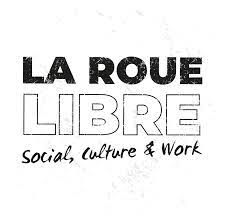 LA ROUE
LIBRE
Social, Culture & Work